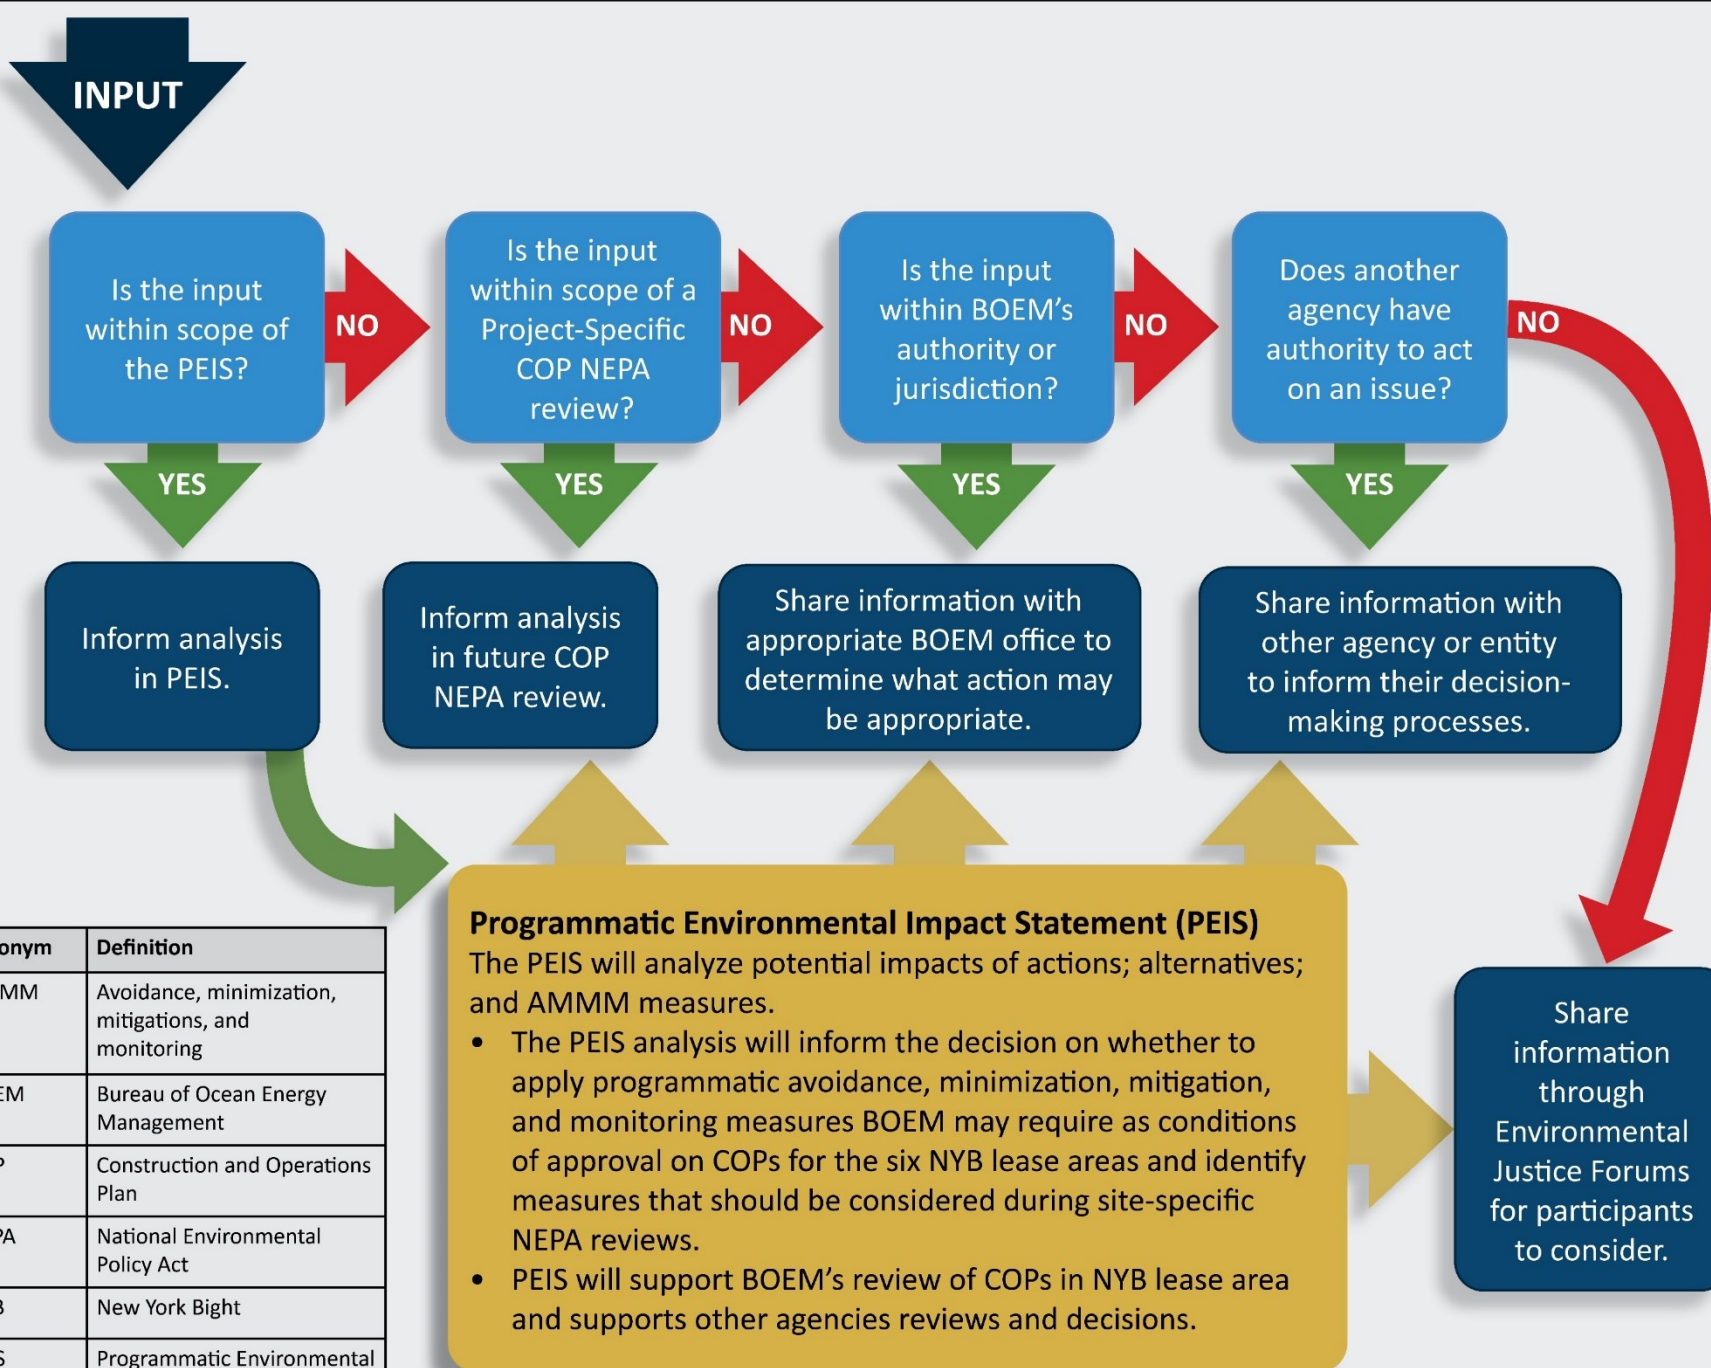 INPUT
Is the input
within scope of
the PEIS?
NO
Is the input
within scope of a
Project-Specific
COP NEPA
review?
NO
Is the input
within BOEM's
authority or
jurisdiction?
NO
Does another
agency have
authority to act
on an issue?
NO
YES
YES
YES
YES
Inform analysis
in PEIS.
Inform analysis
in future COP
NEPA review.
Share information with
appropriate BOEM office to
determine what action may
be appropriate.
Share information with
other agency or entity
to inform their decision-
making processes.
Programmatic Environmental Impact Statement (PEIS)
The PEIS will analyze potential impacts of actions; alternatives;
and AMMM measures.
• The PEIS analysis will inform the decision on whether to
apply programmatic avoidance, minimization, mitigation,
and monitoring measures BOEM may require as conditions
of approval on COPs for the six NYB lease areas and identify
measures that should be considered during site-specific
NEPA reviews.
• PEIS will support BOEM's review of COPs in NYB lease area
and supports other agencies reviews and decisions.
Share
information
through
Environmental
Justice Forums
for participants
to consider.
Definition
Avoidance, minimization,
mitigations, and
monitoring
Bureau of Ocean Energy
Management
Construction and Operations
Plan
National Environmental
Policy Act
New York Bight
Programmatic Environmental